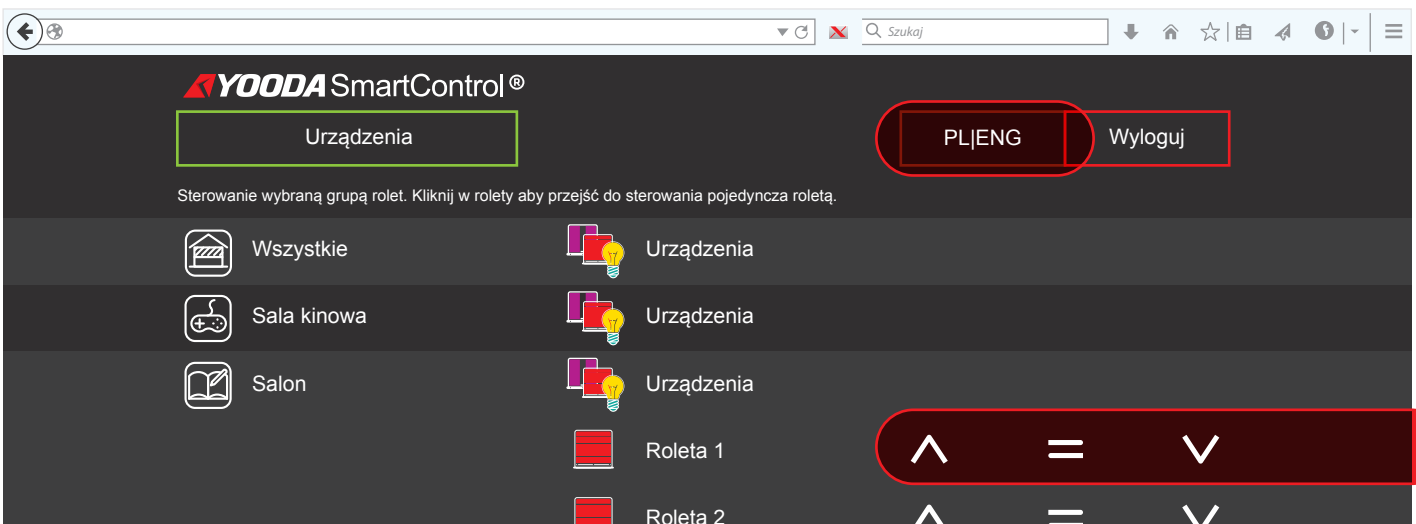 Szukaj
YOODA SmartControl ®
Urządzenia
PL|ENG
Wyloguj
Sterowanie wybraną grupą rolet. Kliknij w rolety aby przejść do sterowania pojedyncza roletą.
Wszystkie Urządzenia
Sala kinowa Urządzenia
Salon Urządzenia
Roleta 1
Roleta 2